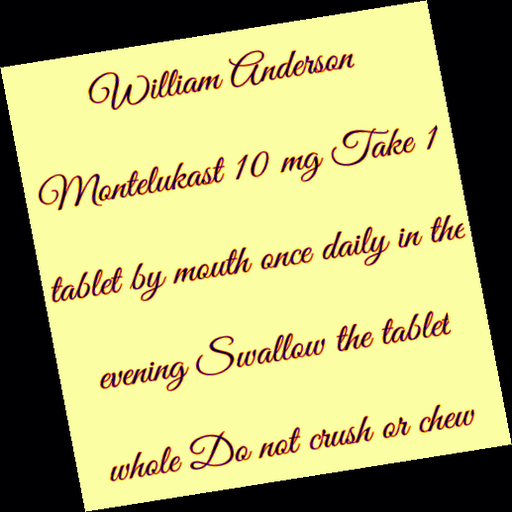 William Anderson
Montelukast 10 mg Take 1
tablet by mouth once daily in the
evening Swallow the tablet
whole Do not crush or chew